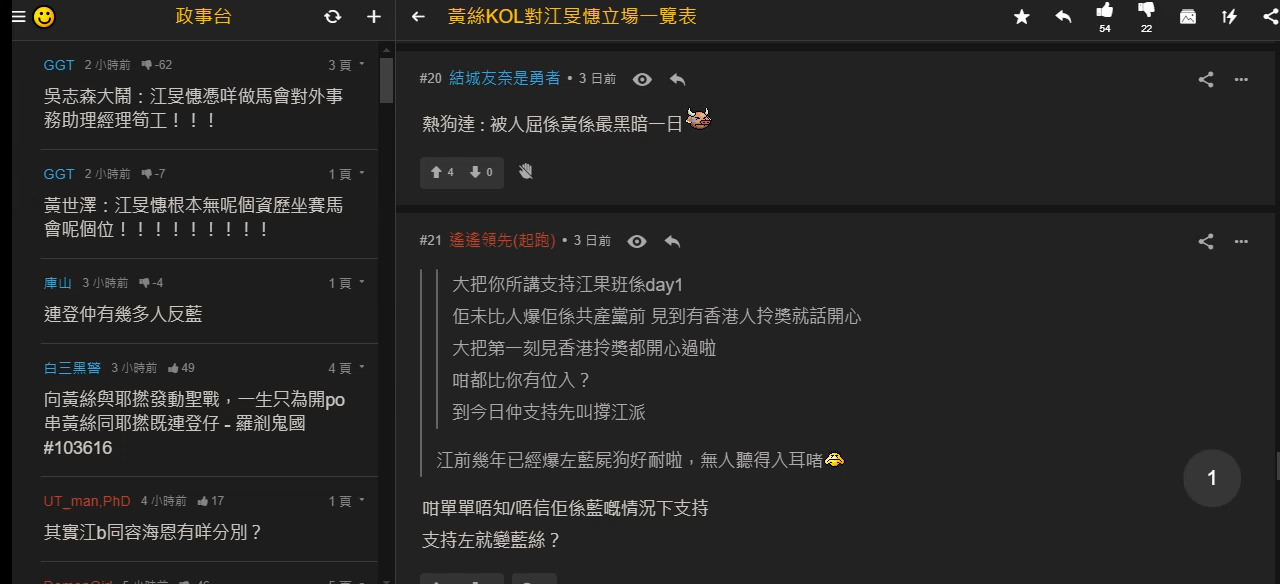 政事台
GGT 2 小時前 -62 3 頁
吳志森大鬧：江旻憓憑咩做馬會對外事
務助理經理筍工！！！
GGT 2 小時前 -7 1 頁
黃世澤：江旻憓根本無呢個資歷坐賽馬
會呢個位！！！！！！！！！
庫山 3 小時前 -4 1 頁
連登仲有幾多人反藍
白三黑警 3 小時前 49 4 頁
向黃絲與耶撚發動聖戰，一生只為開po
串黃絲同耶撚既連登仔 - 羅剎鬼國
#103616
UT_man,PhD 4 小時前 17 1 頁
其實江b同容海恩有咩分別？
黃絲KOL對江旻憓立場一覽表
54 22
#20 結城友奈是勇者 • 3 日前
熱狗達 : 被人屈係黃係最黑暗一日
4 0
#21 遙遙領先(起跑) • 3 日前
大把你所講支持江果班係day1
佢未比人爆佢係共產黨前 見到有香港人拎獎就話開心
大把第一刻見香港拎獎都開心過啦
咁都比你有位入？
到今日仲支持先叫撐江派
江前幾年已經爆左藍屍狗好耐啦，無人聽得入耳啫
咁單單唔知/唔信佢係藍嘅情況下支持
支持左就變藍絲？
1